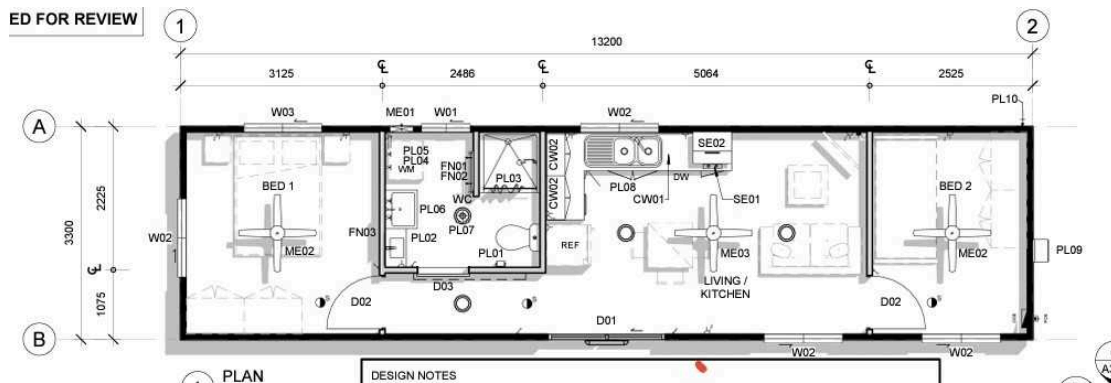 ED FOR REVIEW
1
2
13200
3125
℄
2486
℄
5064
℄
2525
PL10
A
W03
ME01
W01
W02
PL05
PL04
WM
FN01
FN02
PL03
CW02
CW02
SE02
BED 1
WC
PL08
DW
CW01
SE01
BED 2
3300
2225
PL06
PL07
W02
FN03
ME02
PL02
PL01
REF
ME03
ME02
PL09
℄
LIVING /
KITCHEN
1075
D02
S
D03
S
D02
S
D01
B
W02
W02
1
PLAN
DESIGN NOTES